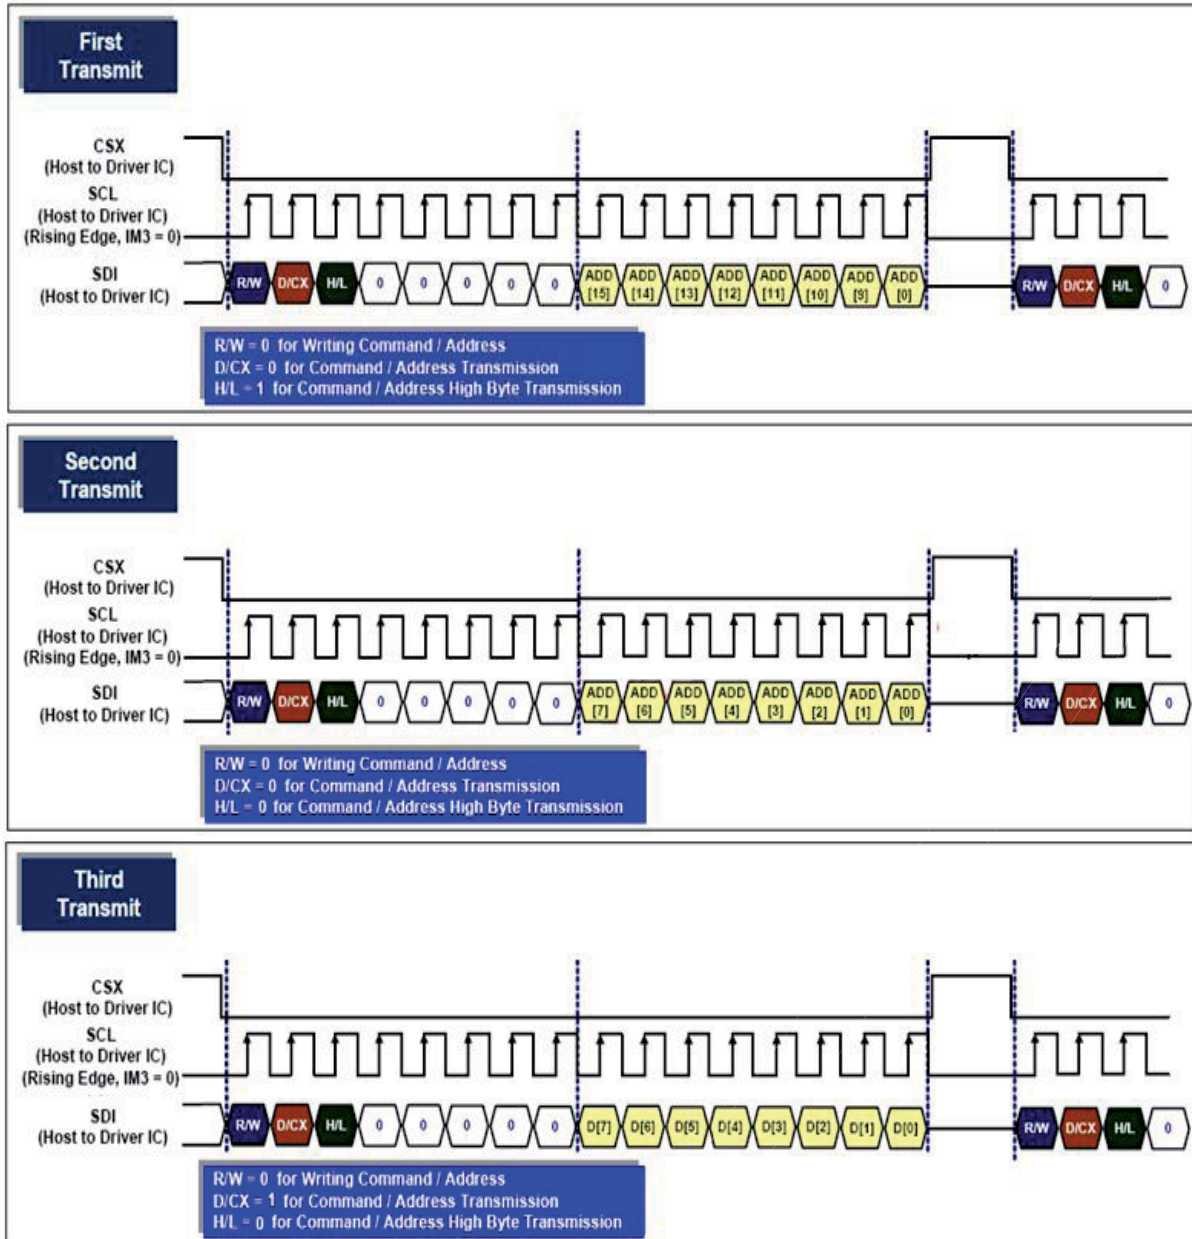 First
Transmit
CSX
(Host to Driver IC)
SCL
(Host to Driver IC)
(Rising Edge, IM3 = 0)
SDI
(Host to Driver IC)
R/W D/CX H/L 0 0 0 0 0 ADD [15] ADD [14] ADD [13] ADD [12] ADD [11] ADD [10] ADD [9] ADD [0] R/W D/CX H/L 0
R/W = 0 for Writing Command / Address
D/CX = 0 for Command / Address Transmission
H/L = 1 for Command / Address High Byte Transmission
Second
Transmit
CSX
(Host to Driver IC)
SCL
(Host to Driver IC)
(Rising Edge, IM3 = 0)
SDI
(Host to Driver IC)
R/W D/CX H/L 0 0 0 0 0 ADD [7] ADD [6] ADD [5] ADD [4] ADD [3] ADD [2] ADD [1] ADD [0] R/W D/CX H/L 0
R/W = 0 for Writing Command / Address
D/CX = 0 for Command / Address Transmission
H/L = 0 for Command / Address High Byte Transmission
Third
Transmit
CSX
(Host to Driver IC)
SCL
(Host to Driver IC)
(Rising Edge, IM3 = 0)
SDI
(Host to Driver IC)
R/W D/CX H/L 0 0 0 0 0 D[7] D[6] D[5] D[4] D[3] D[2] D[1] D[0] R/W D/CX H/L 0
R/W = 0 for Writing Command / Address
D/CX = 1 for Command / Address Transmission
H/L = 0 for Command / Address High Byte Transmission